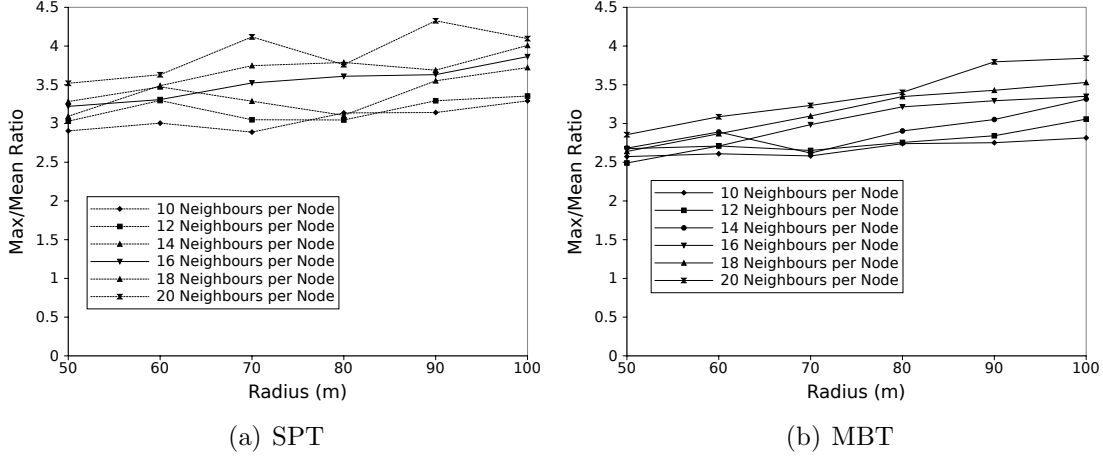 4.5
4
3.5
3
2.5
2
1.5
1
0.5
0
50 60 70 80 90 100
Max/Mean Ratio
Radius (m)
10 Neighbours per Node
12 Neighbours per Node
14 Neighbours per Node
16 Neighbours per Node
18 Neighbours per Node
20 Neighbours per Node
(a) SPT
4.5
4
3.5
3
2.5
2
1.5
1
0.5
0
50 60 70 80 90 100
Max/Mean Ratio
Radius (m)
10 Neighbours per Node
12 Neighbours per Node
14 Neighbours per Node
16 Neighbours per Node
18 Neighbours per Node
20 Neighbours per Node
(b) MBT